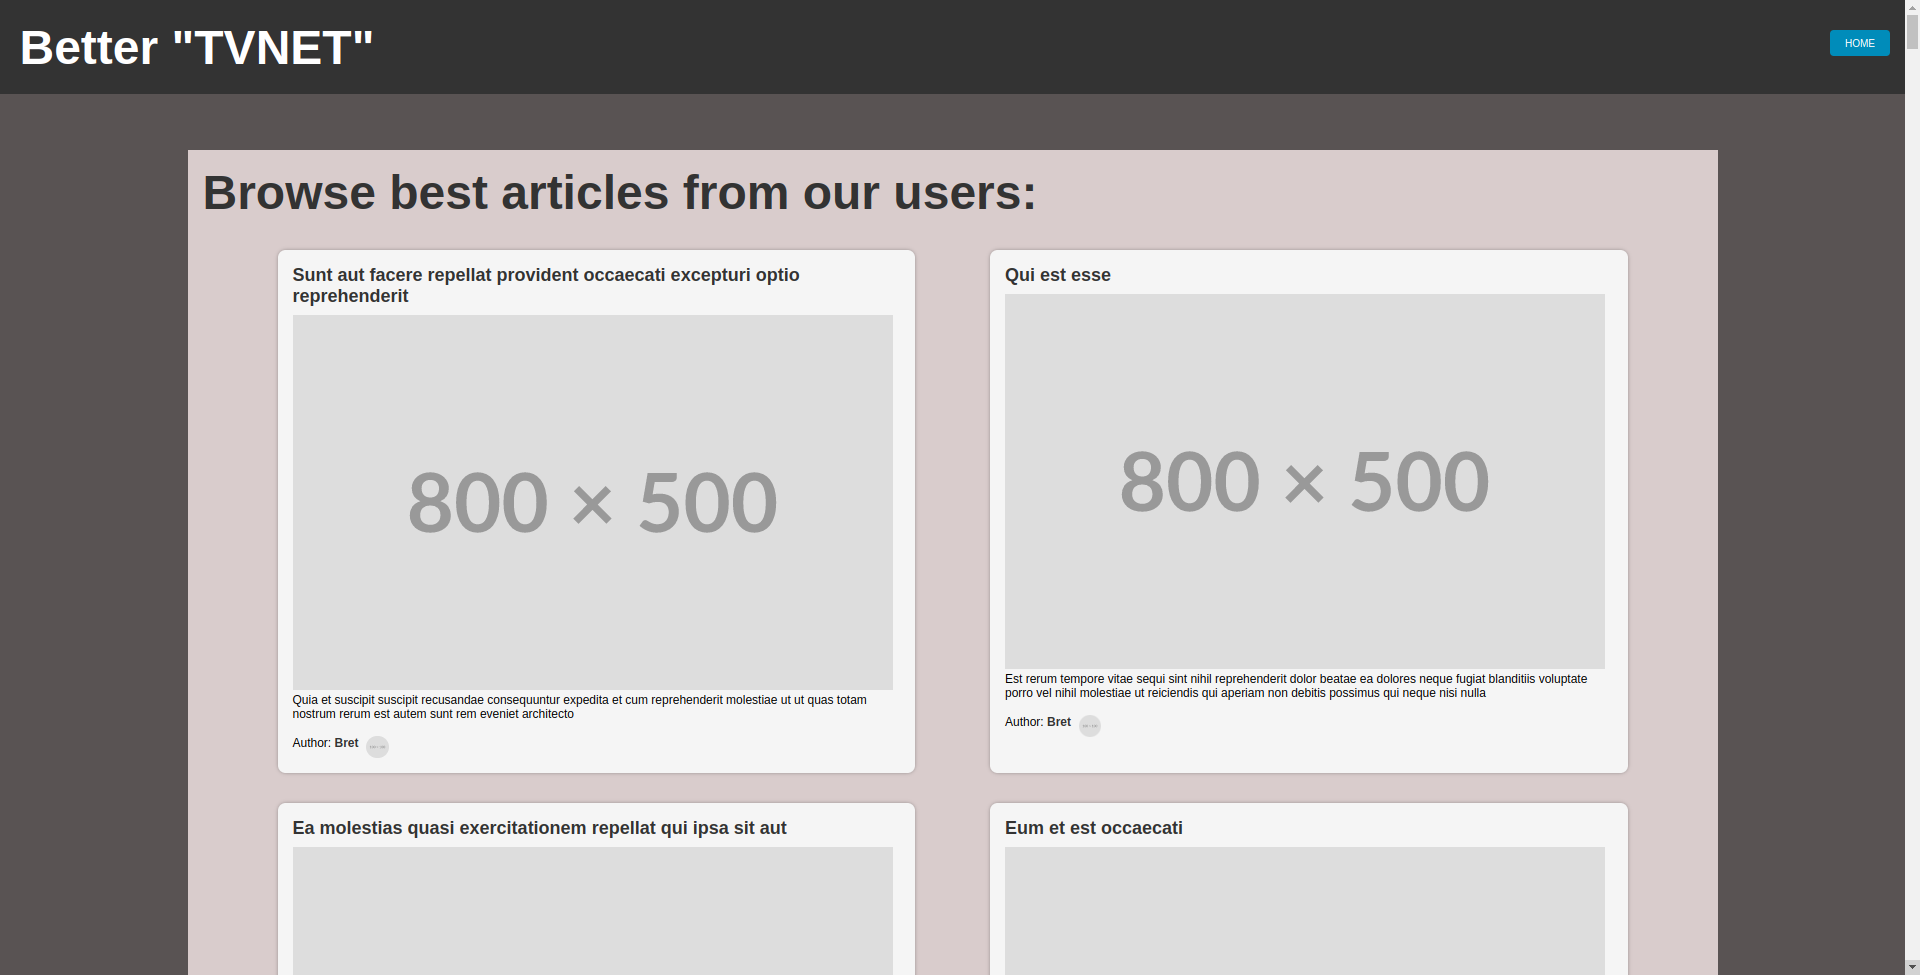 Better "TVNET"
HOME
Browse best articles from our users:
Sunt aut facere repellat provident occaecati excepturi optio
reprehenderit
800 × 500
Quia et suscipit suscipit recusandae consequuntur expedita et cum reprehenderit molestiae ut ut quas totam
nostrum rerum est autem sunt rem eveniet architecto
Author: Bret
Qui est esse
800 × 500
Est rerum tempore vitae sequi sint nihil reprehenderit dolor beatae ea dolores neque fugiat blanditiis voluptate
porro vel nihil molestiae ut reiciendis qui aperiam non debitis possimus qui neque nisi nulla
Author: Bret
Ea molestias quasi exercitationem repellat qui ipsa sit aut
Eum et est occaecati